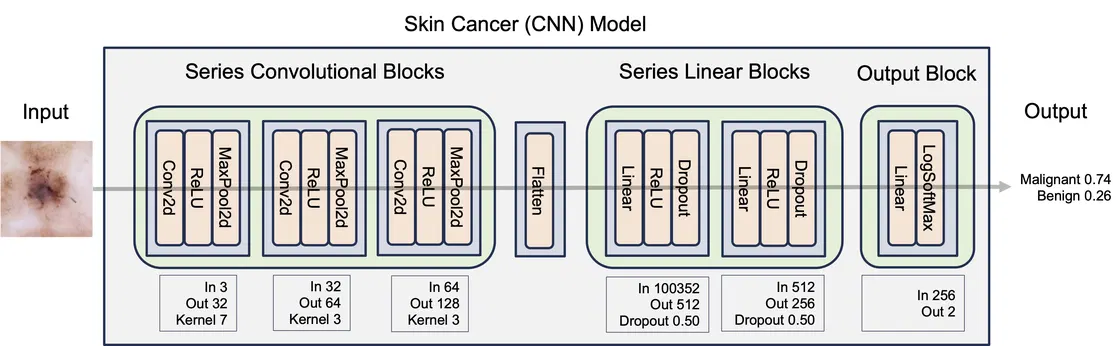 Skin Cancer (CNN) Model
Series Convolutional Blocks
Series Linear Blocks
Output Block
Input
Output
Conv2d
ReLU
MaxPool2d
Conv2d
ReLU
MaxPool2d
Conv2d
ReLU
MaxPool2d
Flatten
Linear
ReLU
Dropout
Linear
ReLU
Dropout
Linear
LogSoftMax
Malignant 0.74
Benign 0.26
In 3
Out 32
Kernel 7
In 32
Out 64
Kernel 3
In 64
Out 128
Kernel 3
In 100352
Out 512
Dropout 0.50
In 512
Out 256
Dropout 0.50
In 256
Out 2